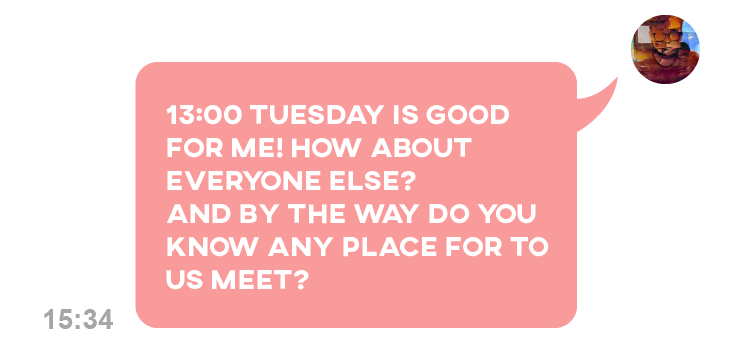 13:00 TUESDAY IS GOOD
FOR ME! HOW ABOUT
EVERYONE ELSE?
AND BY THE WAY DO YOU
KNOW ANY PLACE FOR TO
US MEET?
15:34